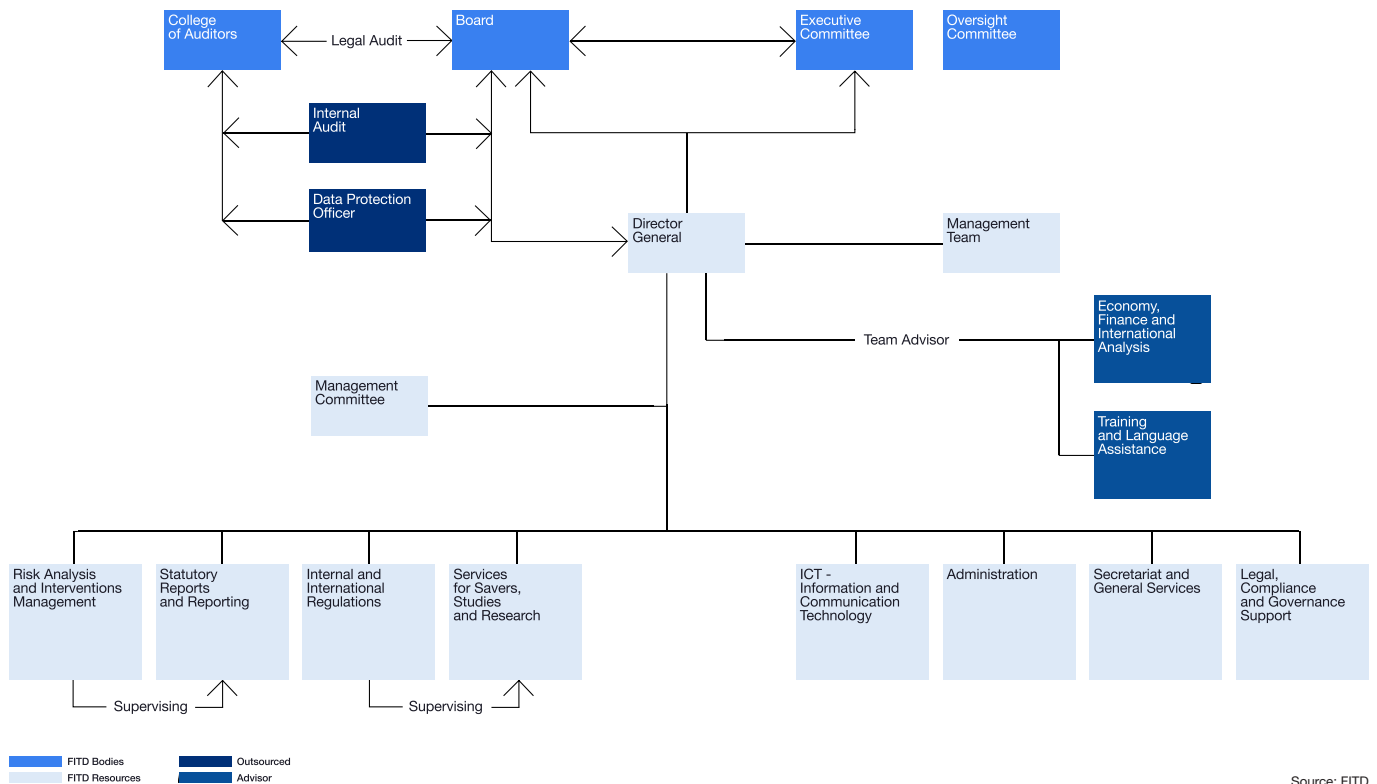 College
of Auditors
Legal Audit
Board
Executive
Committee
Oversight
Committee
Internal
Audit
Data Protection
Officer
Director
General
Management
Team
Economy,
Finance and
International
Analysis
Team Advisor
Management
Committee
Training
and Language
Assistance
Risk Analysis
and Interventions
Management
Statutory
Reports
and Reporting
Internal and
International
Regulations
Services
for Savers,
Studies
and Research
ICT -
Information and
Communication
Technology
Administration
Secretariat and
General Services
Legal,
Compliance
and Governance
Support
Supervising
Supervising
FITD Bodies
Outsourced
FITD Resources
Advisor
Source: FITD